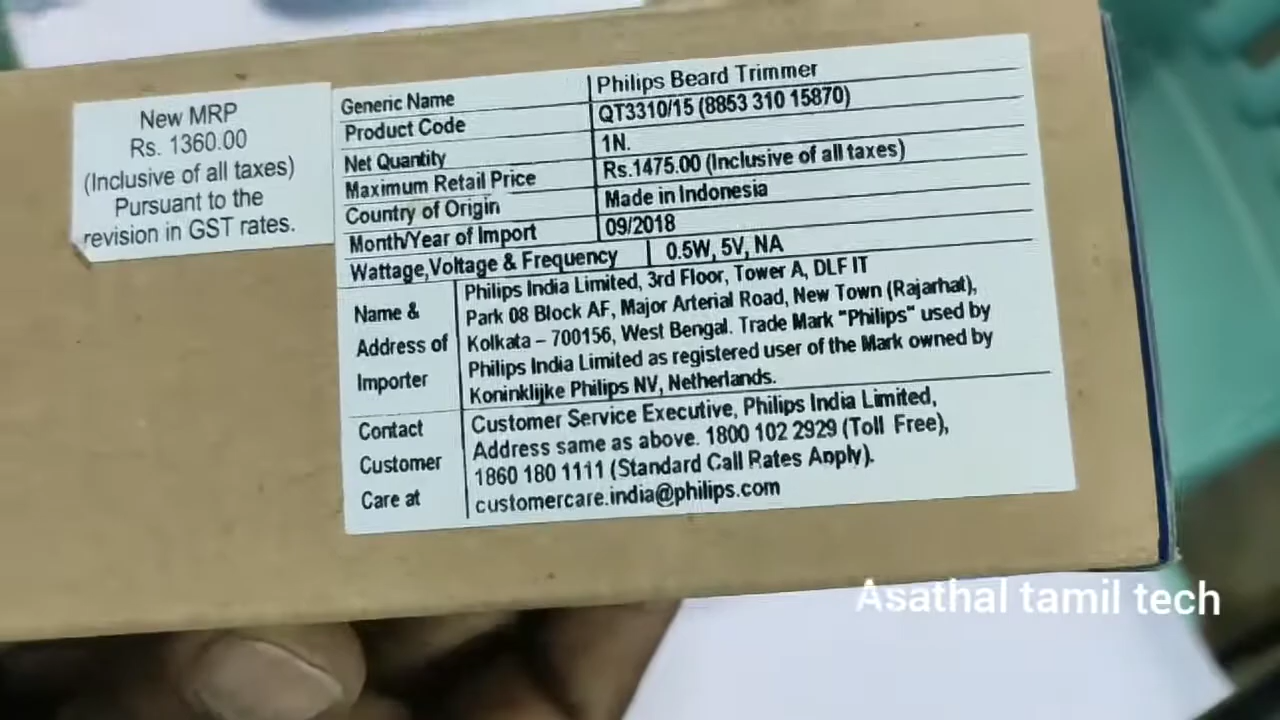 New MRP
Rs. 1360.00
(Inclusive of all taxes)
Pursuant to the
revision in GST rates.
Generic Name Philips Beard Trimmer
Product Code QT3310/15 (8853 310 15870)
Net Quantity 1N.
Maximum Retail Price Rs.1475.00 (Inclusive of all taxes)
Country of Origin Made in Indonesia
Month/Year of Import 09/2018
Wattage,Voltage & Frequency 0.5W, 5V, NA
Name &
Address of
Importer
Philips India Limited, 3rd Floor, Tower A, DLF IT
Park 08 Block AF, Major Arterial Road, New Town (Rajarhat),
Kolkata – 700156, West Bengal. Trade Mark "Philips" used by
Philips India Limited as registered user of the Mark owned by
Koninklijke Philips NV, Netherlands.
Contact
Customer
Care at
Customer Service Executive, Philips India Limited,
Address same as above. 1800 102 2929 (Toll Free),
1860 180 1111 (Standard Call Rates Apply).
customercare.india@philips.com
Asathal tamil tech